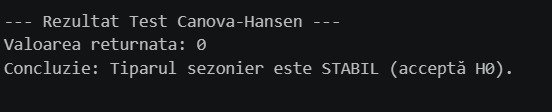 --- Rezultat Test Canova-Hansen ---
Valoarea returnata: 0
Concluzie: Tiparul sezonier este STABIL (acceptă H0).